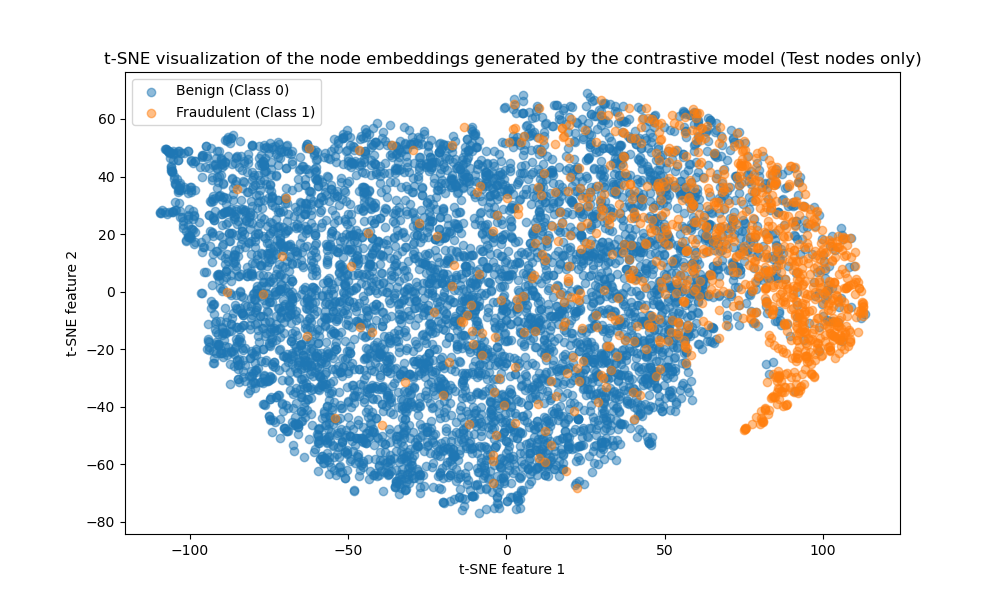 t-SNE visualization of the node embeddings generated by the contrastive model (Test nodes only)
Benign (Class 0)
Fraudulent (Class 1)
60
40
20
0
−20
−40
−60
−80
t-SNE feature 2
−100
−50
0
50
100
t-SNE feature 1